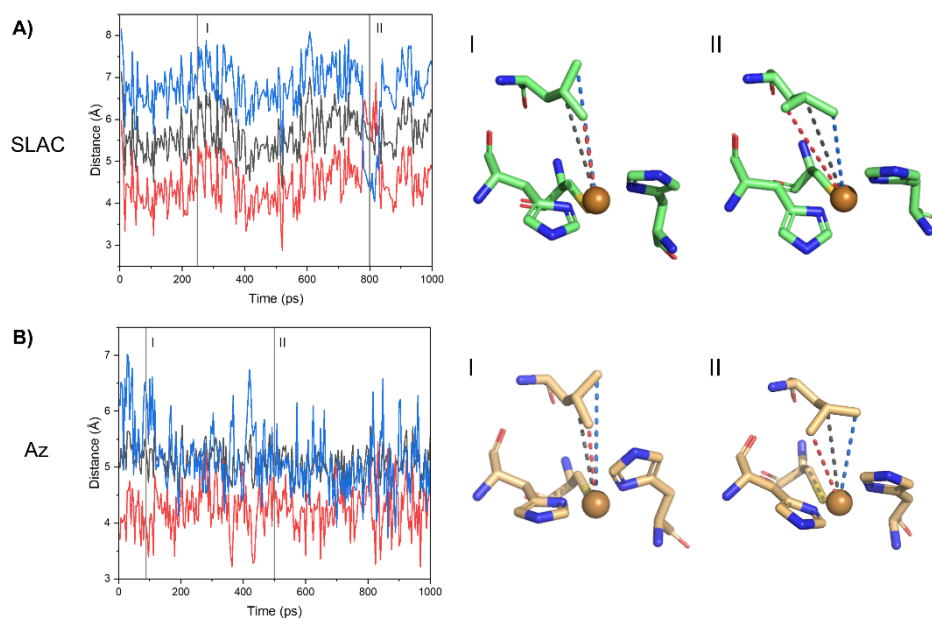 A)
SLAC
Distance (Å)
8
7
6
5
4
3
I
II
0
200
400
600
800
1000
Time (ps)
I
II
B)
Az
Distance (Å)
7
6
5
4
3
I
II
0
200
400
600
800
1000
Time (ps)
I
II